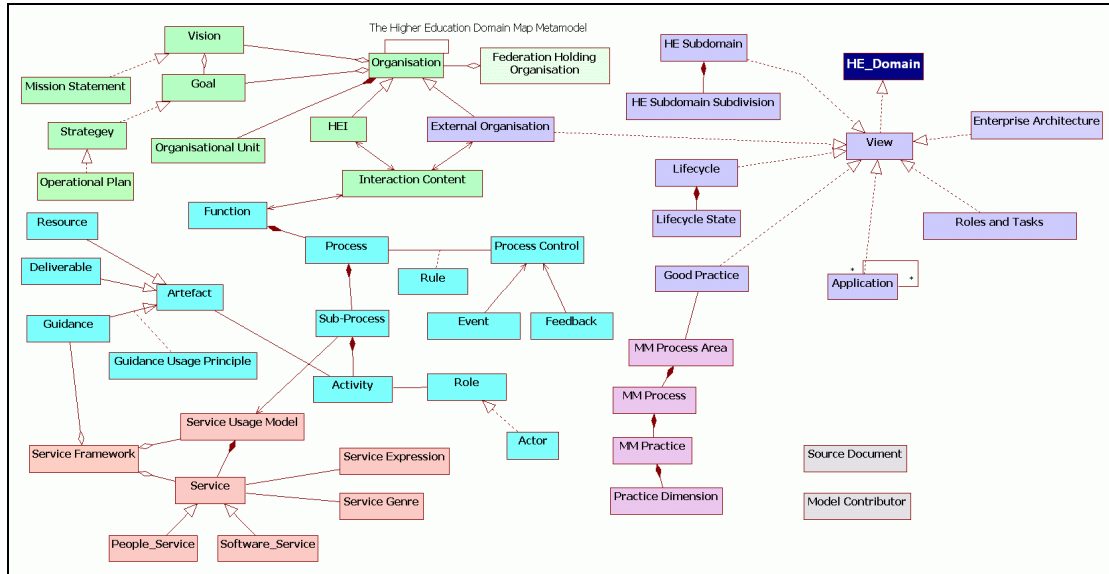 The Higher Education Domain Map Metamodel
Vision
Organisation
Federation Holding
Organisation
HE Subdomain
HE_Domain
Mission Statement
Goal
HE Subdomain Subdivision
Strategey
HEI
External Organisation
Enterprise Architecture
View
Organisational Unit
Operational Plan
Interaction Content
Lifecycle
Lifecycle State
Roles and Tasks
Resource
Function
Process
Process Control
Rule
Good Practice
*
*
Application
Deliverable
Artefact
Guidance
Sub-Process
Event
Feedback
Guidance Usage Principle
MM Process Area
Activity
Role
MM Process
Service Usage Model
Actor
Service Framework
Service Expression
MM Practice
Source Document
Service
Service Genre
Practice Dimension
Model Contributor
People_Service
Software_Service